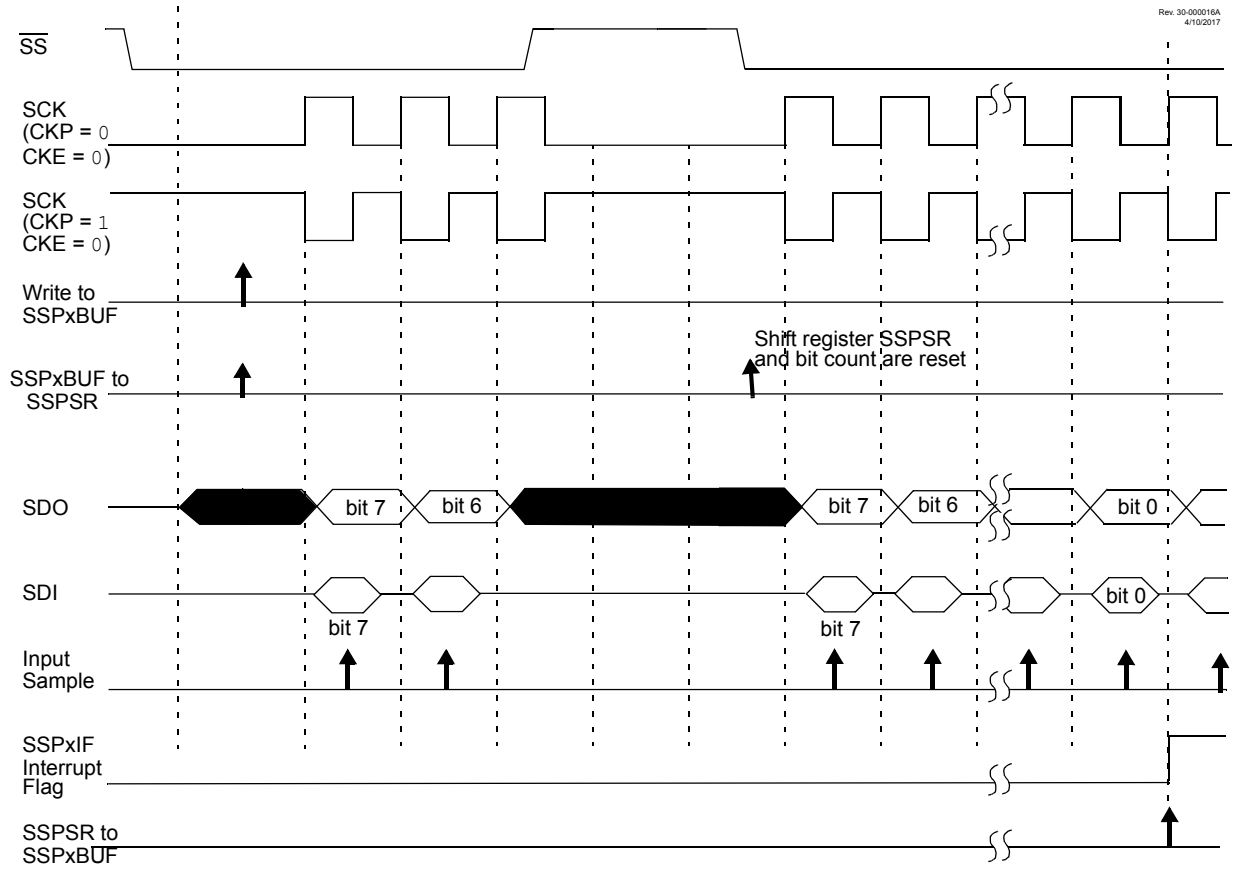 Rev. 30-000016A
4/10/2017
SS
SCK
(CKP = 0
CKE = 0)
SCK
(CKP = 1
CKE = 0)
Write to
SSPxBUF
Shift register SSPSR
and bit count are reset
SSPxBUF to
SSPSR
SDO
bit 7
bit 6
bit 7
bit 6
bit 0
SDI
bit 0
bit 7
bit 7
Input
Sample
SSPxIF
Interrupt
Flag
SSPSR to
SSPxBUF